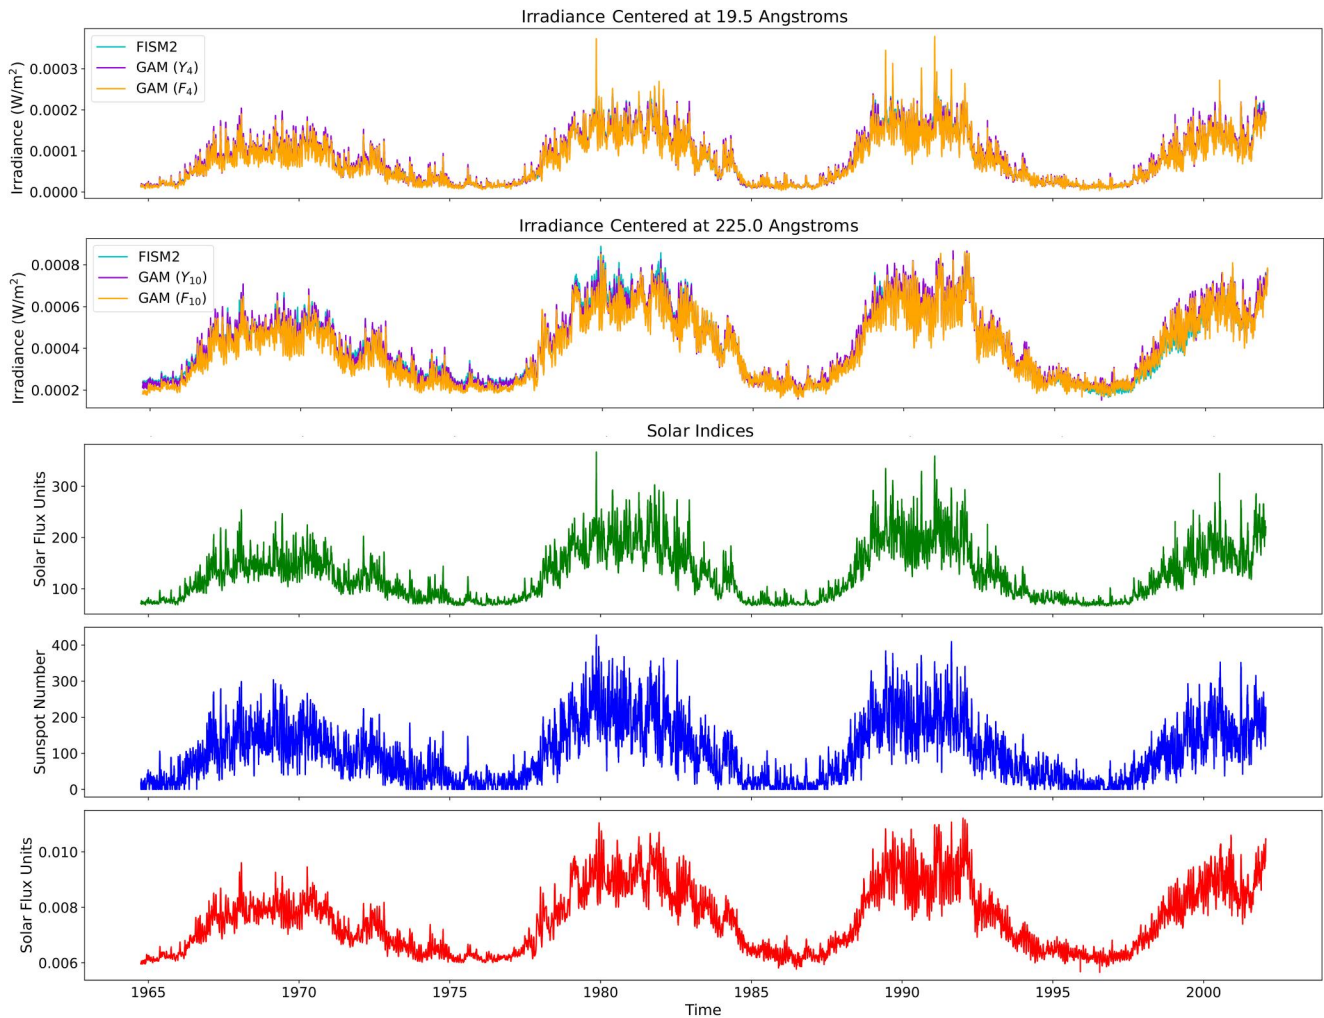 Irradiance Centered at 19.5 Angstroms
Irradiance (W/m²)
0.0003
0.0002
0.0001
0.0000
FISM2
GAM (Y₄)
GAM (F₄)
Irradiance Centered at 225.0 Angstroms
Irradiance (W/m²)
0.0008
0.0006
0.0004
0.0002
FISM2
GAM (Y₁₀)
GAM (F₁₀)
Solar Indices
Solar Flux Units
300
200
100
Sunspot Number
400
300
200
100
0
Solar Flux Units
0.010
0.008
0.006
1965 1970 1975 1980 1985 1990 1995 2000
Time